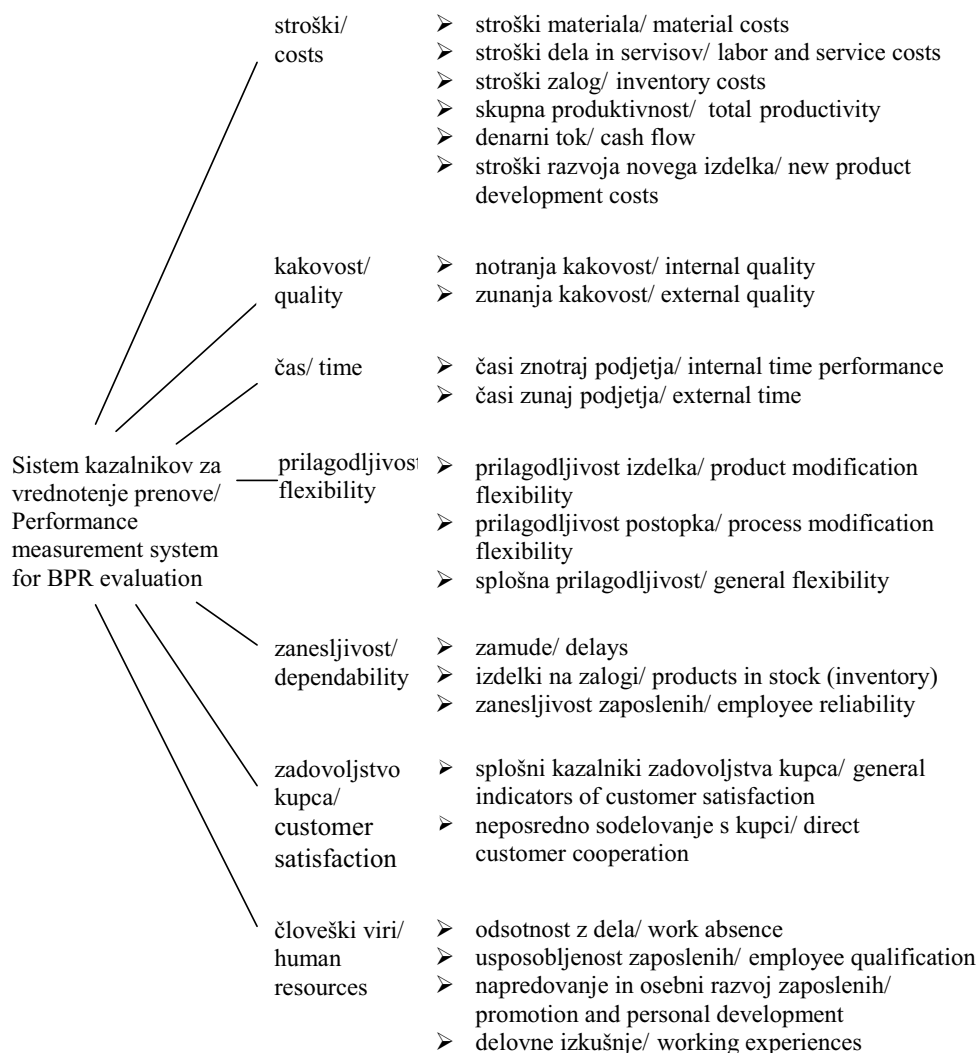 stroški/
costs
➢ stroški materiala/ material costs
➢ stroški dela in servisov/ labor and service costs
➢ stroški zalog/ inventory costs
➢ skupna produktivnost/ total productivity
➢ denarni tok/ cash flow
➢ stroški razvoja novega izdelka/ new product
development costs
kakovost/
quality
➢ notranja kakovost/ internal quality
➢ zunanja kakovost/ external quality
čas/ time
➢ časi znotraj podjetja/ internal time performance
➢ časi zunaj podjetja/ external time
Sistem kazalnikov za
vrednotenje prenove/
Performance
measurement system
for BPR evaluation
prilagodljivost
flexibility
➢ prilagodljivost izdelka/ product modification
flexibility
➢ prilagodljivost postopka/ process modification
flexibility
➢ splošna prilagodljivost/ general flexibility
zanesljivost/
dependability
➢ zamude/ delays
➢ izdelki na zalogi/ products in stock (inventory)
➢ zanesljivost zaposlenih/ employee reliability
zadovoljstvo
kupca/
customer
satisfaction
➢ splošni kazalniki zadovoljstva kupca/ general
indicators of customer satisfaction
➢ neposredno sodelovanje s kupci/ direct
customer cooperation
človeški viri/
human
resources
➢ odsotnost z dela/ work absence
➢ usposobljenost zaposlenih/ employee qualification
➢ napredovanje in osebni razvoj zaposlenih/
promotion and personal development
➢ delovne izkušnje/ working experiences